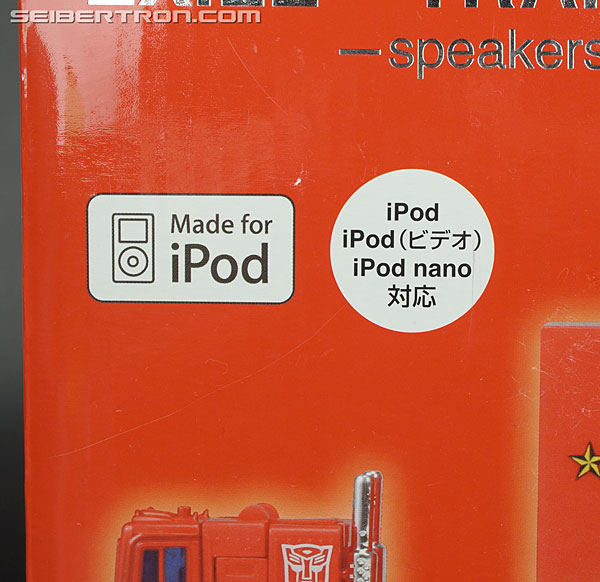 SEIBERTRON.COM
—speakers
Made for
iPod
iPod
iPod(ビデオ)
iPod nano
対応